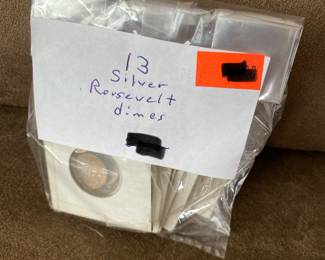 13
Silver
Roosevelt
dimes